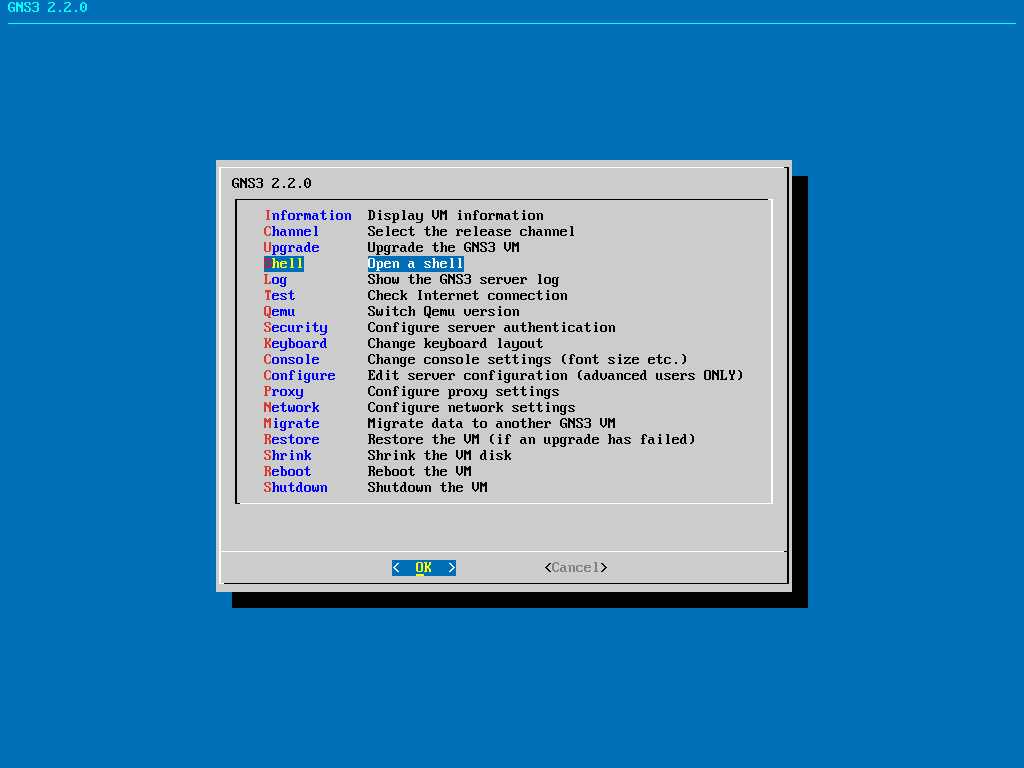 GNS3 2.2.0
GNS3 2.2.0
Information Display VM information
Channel Select the release channel
Upgrade Upgrade the GNS3 VM
Shell Open a shell
Log Show the GNS3 server log
Test Check Internet connection
Qemu Switch Qemu version
Security Configure server authentication
Keyboard Change keyboard layout
Console Change console settings (font size etc.)
Configure Edit server configuration (advanced users ONLY)
Proxy Configure proxy settings
Network Configure network settings
Migrate Migrate data to another GNS3 VM
Restore Restore the VM (if an upgrade has failed)
Shrink Shrink the VM disk
Reboot Reboot the VM
Shutdown Shutdown the VM
< OK > <Cancel>